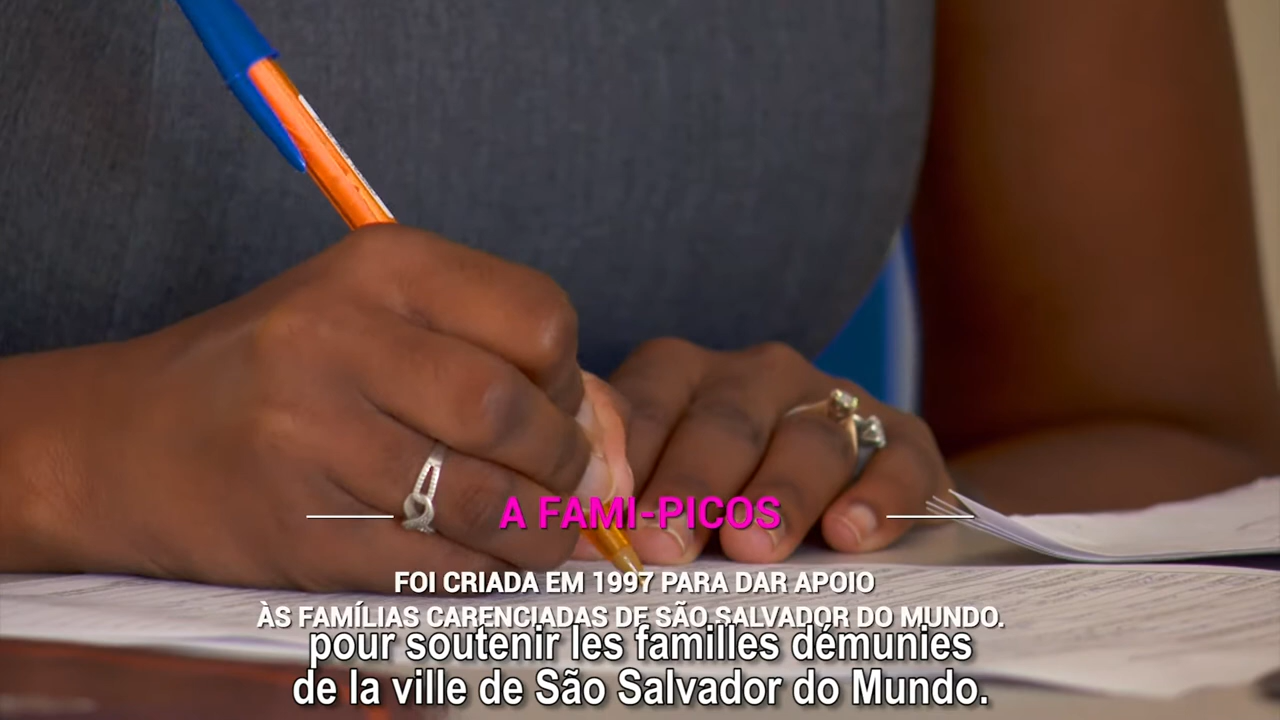 A FAMI-PICOS
FOI CRIADA EM 1997 PARA DAR APOIO
ÀS FAMÍLIAS CARENCIADAS DE SÃO SALVADOR DO MUNDO.
pour soutenir les familles démunies
de la ville de São Salvador do Mundo.